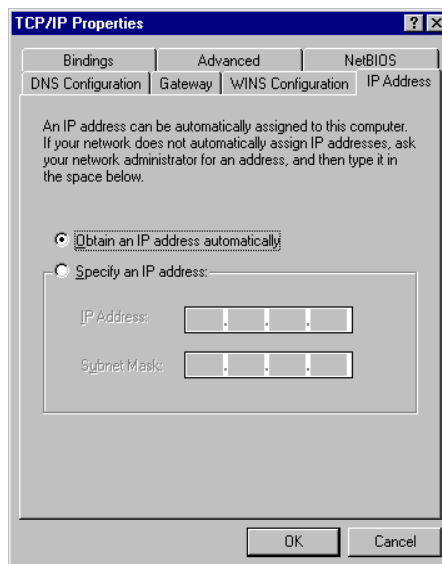 TCP/IP Properties
Bindings
Advanced
NetBIOS
DNS Configuration
Gateway
WINS Configuration
IP Address
An IP address can be automatically assigned to this computer.
If your network does not automatically assign IP addresses, ask
your network administrator for an address, and then type it in
the space below.
Obtain an IP address automatically
Specify an IP address:
IP Address:
Subnet Mask:
OK
Cancel